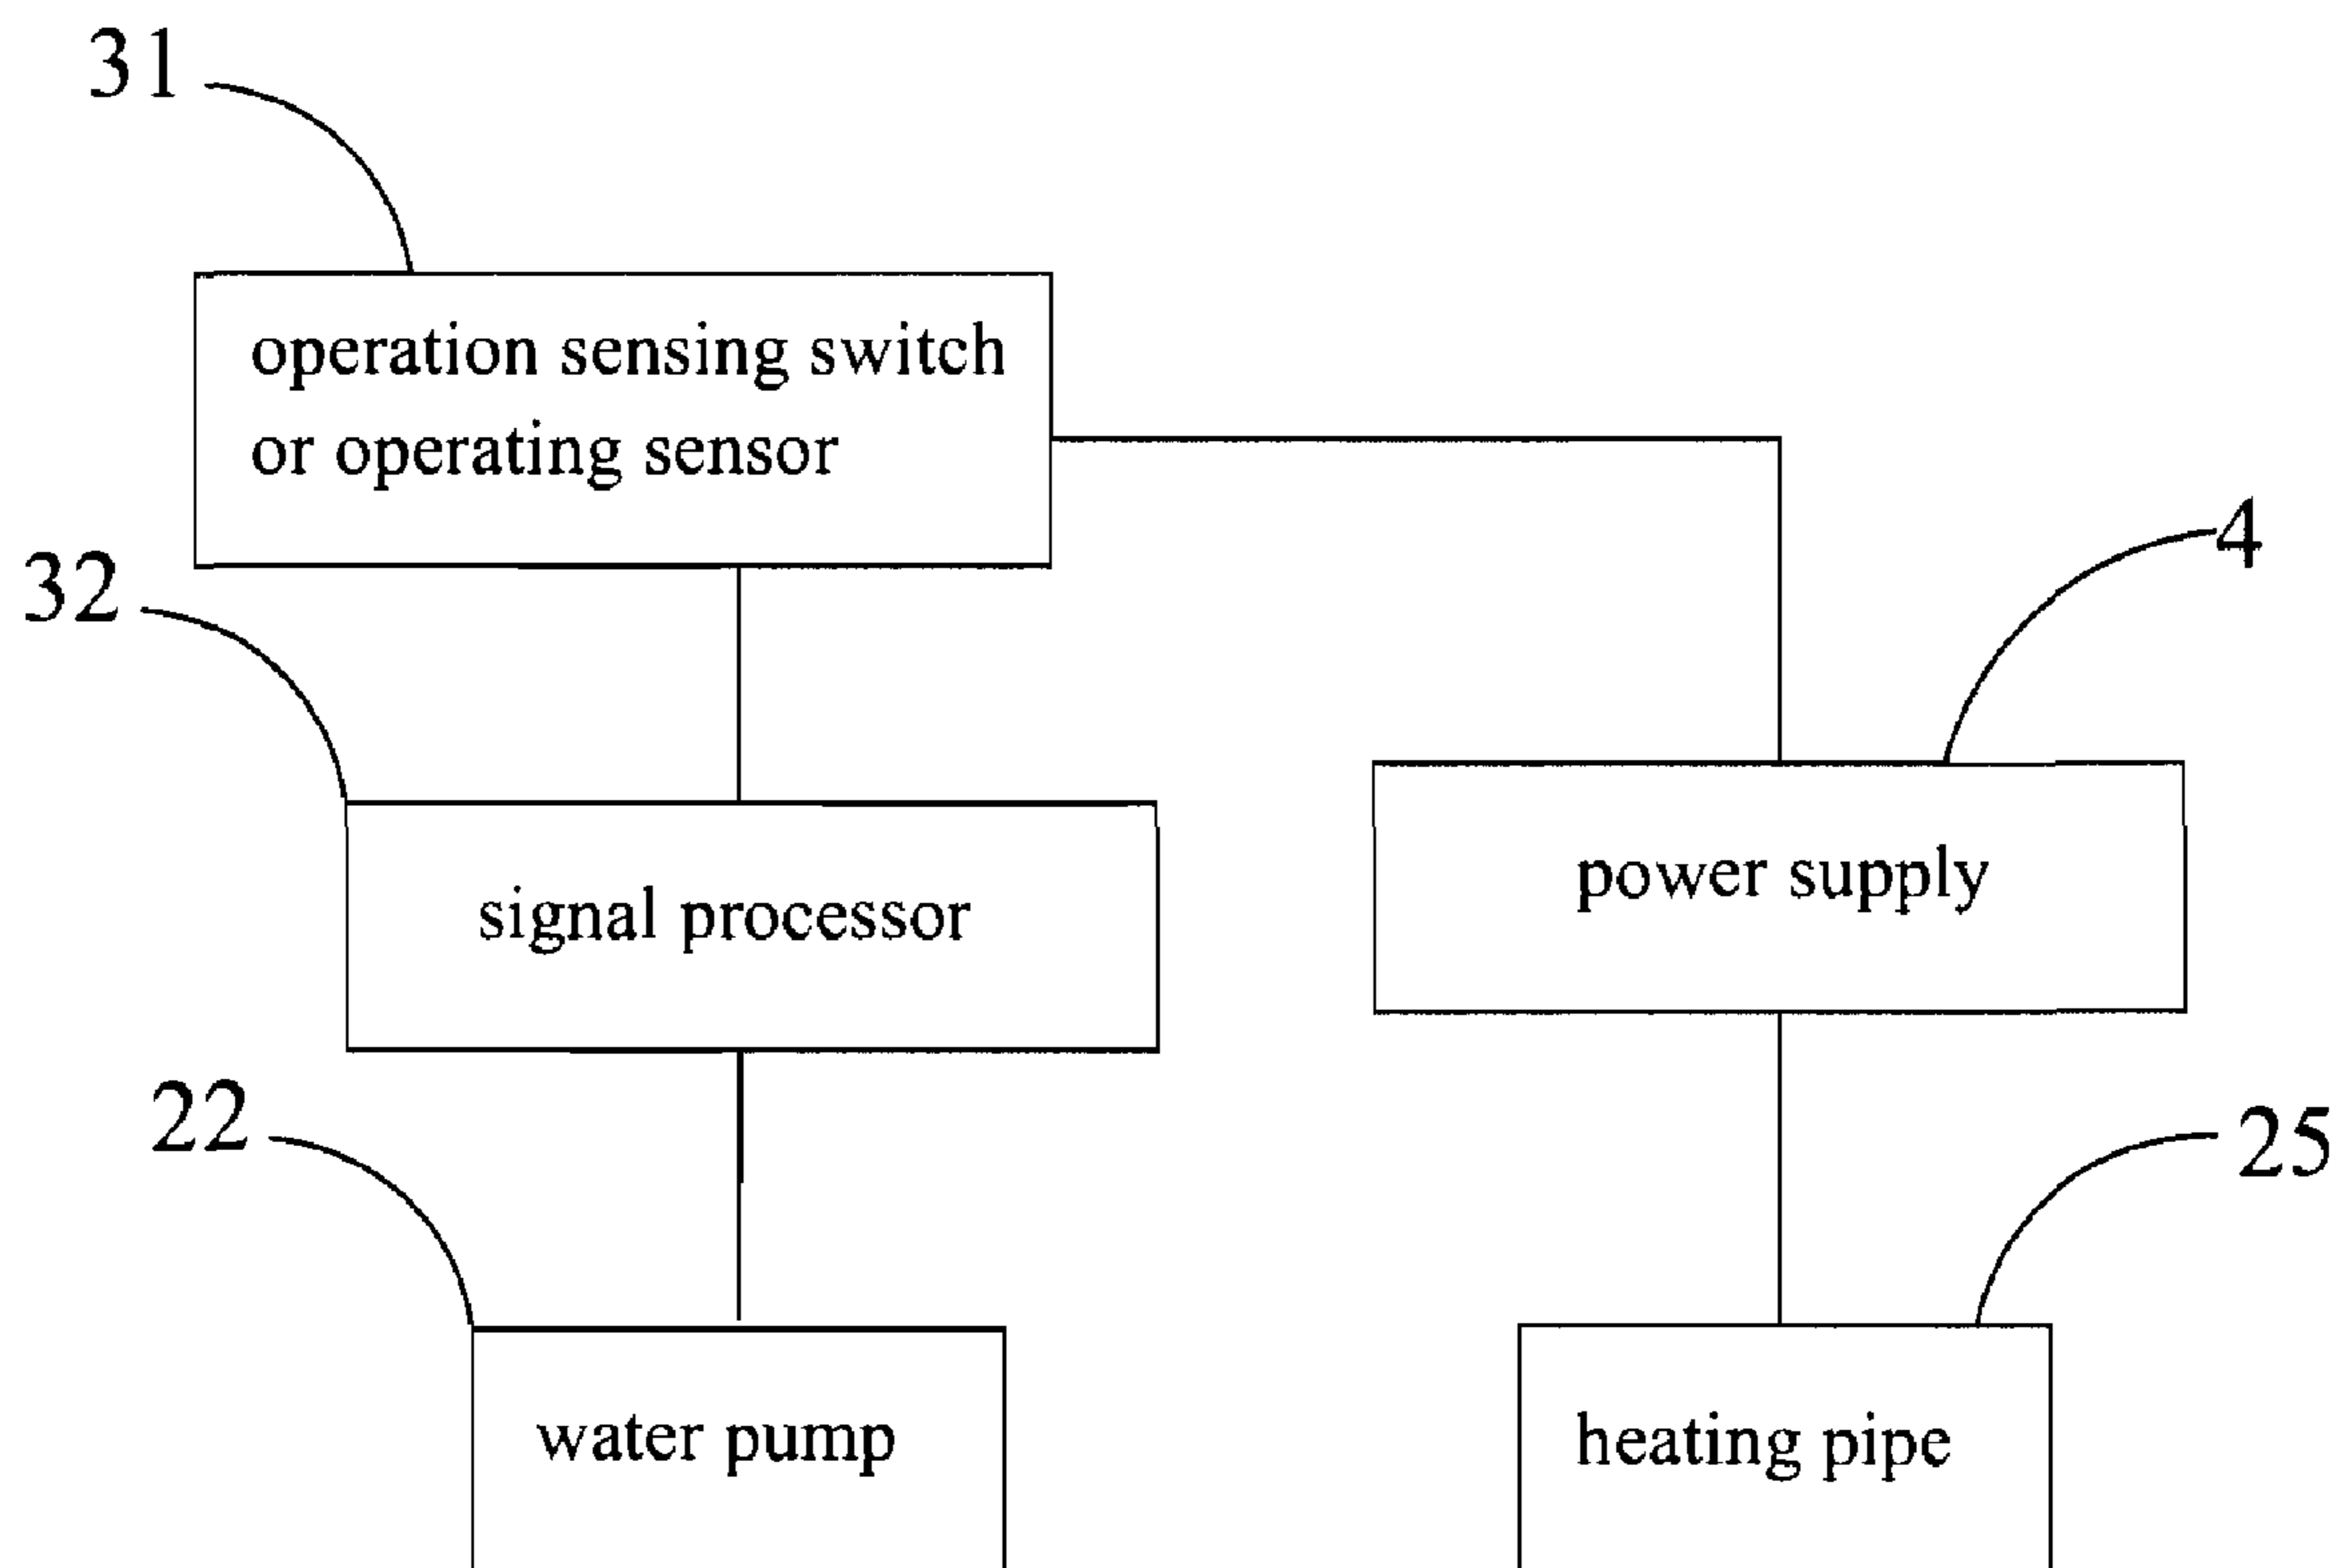 31
operation sensing switch
or operating sensor
4
32
power supply
signal processor
22
25
water pump
heating pipe